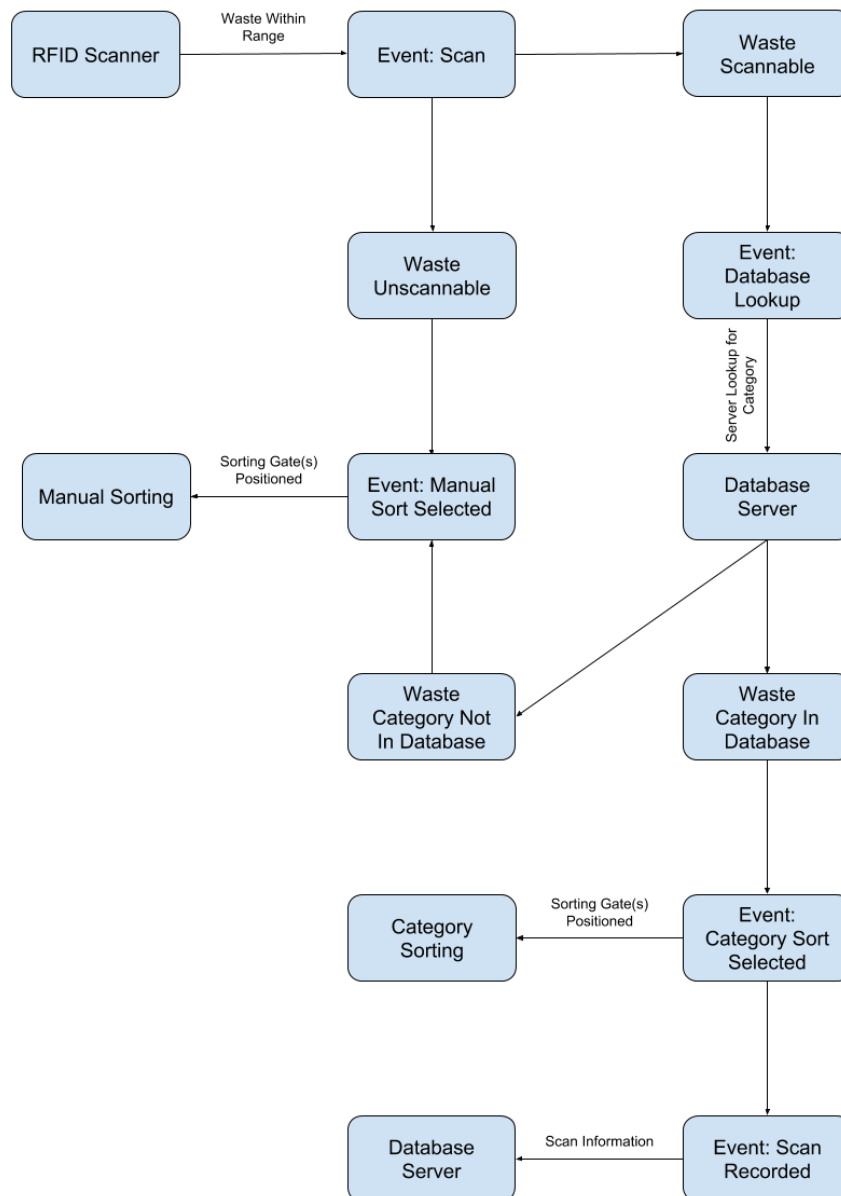 Waste Within
Range
RFID Scanner
Event: Scan
Waste
Scannable
Waste
Unscannable
Event:
Database
Lookup
Server Lookup for
Category
Manual Sorting
Sorting Gate(s)
Positioned
Event: Manual
Sort Selected
Database
Server
Waste
Category Not
In Database
Waste
Category In
Database
Category
Sorting
Sorting Gate(s)
Positioned
Event:
Category Sort
Selected
Database
Server
Scan Information
Event: Scan
Recorded